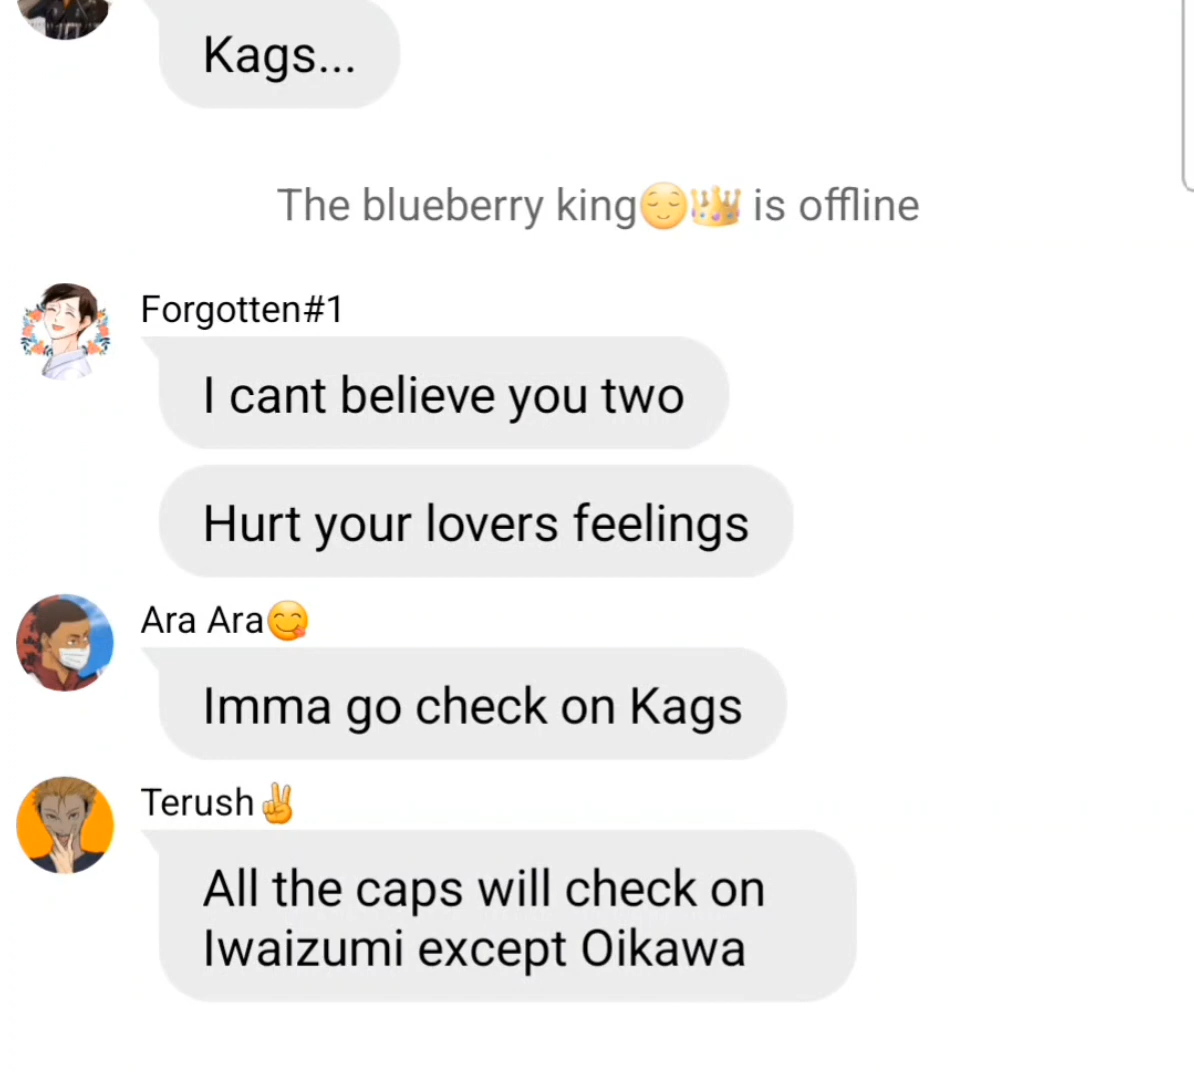 Kags...
The blueberry king😌👑 is offline
Forgotten#1
I cant believe you two
Hurt your lovers feelings
Ara Ara😋
Imma go check on Kags
Terush✌
All the caps will check on
Iwaizumi except Oikawa